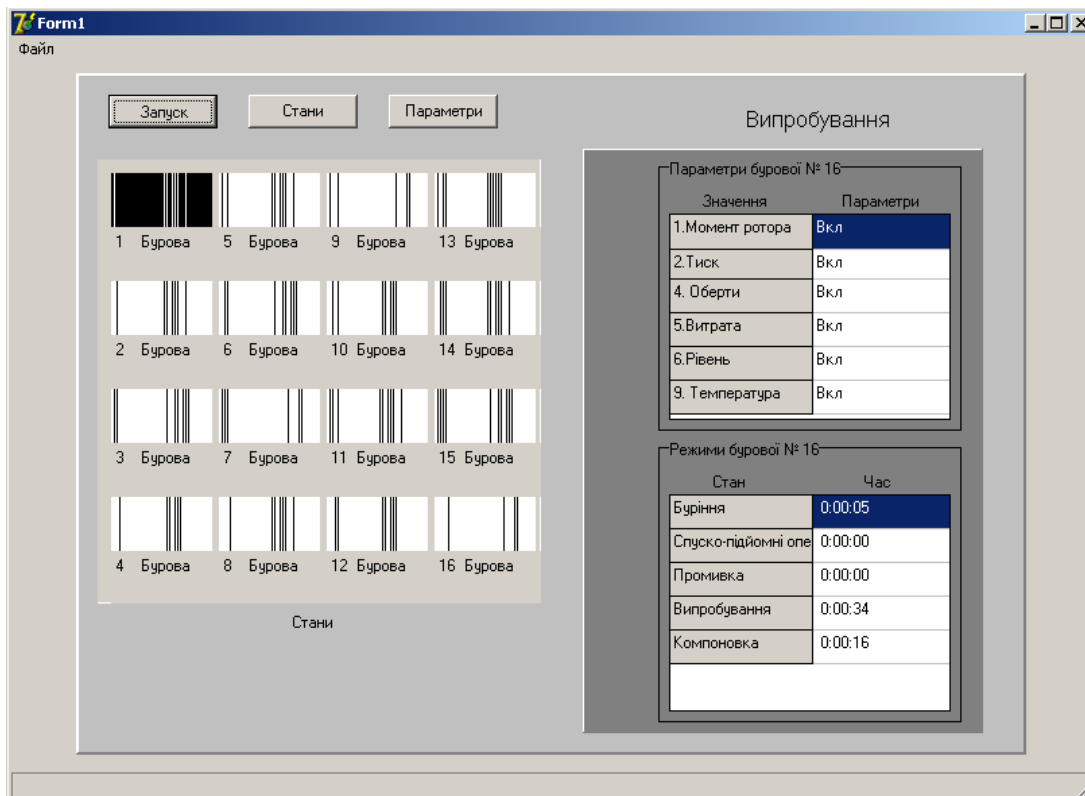 Form1
Файл
Запуск Стани Параметри
Випробування
1 Бурова 5 Бурова 9 Бурова 13 Бурова
2 Бурова 6 Бурова 10 Бурова 14 Бурова
3 Бурова 7 Бурова 11 Бурова 15 Бурова
4 Бурова 8 Бурова 12 Бурова 16 Бурова
Стани
Параметри бурової № 16
Значення Параметри
1.Момент ротора Вкл
2.Тиск Вкл
4. Оберти Вкл
5.Витрата Вкл
6.Рівень Вкл
9. Температура Вкл
Режими бурової № 16
Стан Час
Буріння 0:00:05
Спуско-підйомні опе 0:00:00
Промивка 0:00:00
Випробування 0:00:34
Компоновка 0:00:16